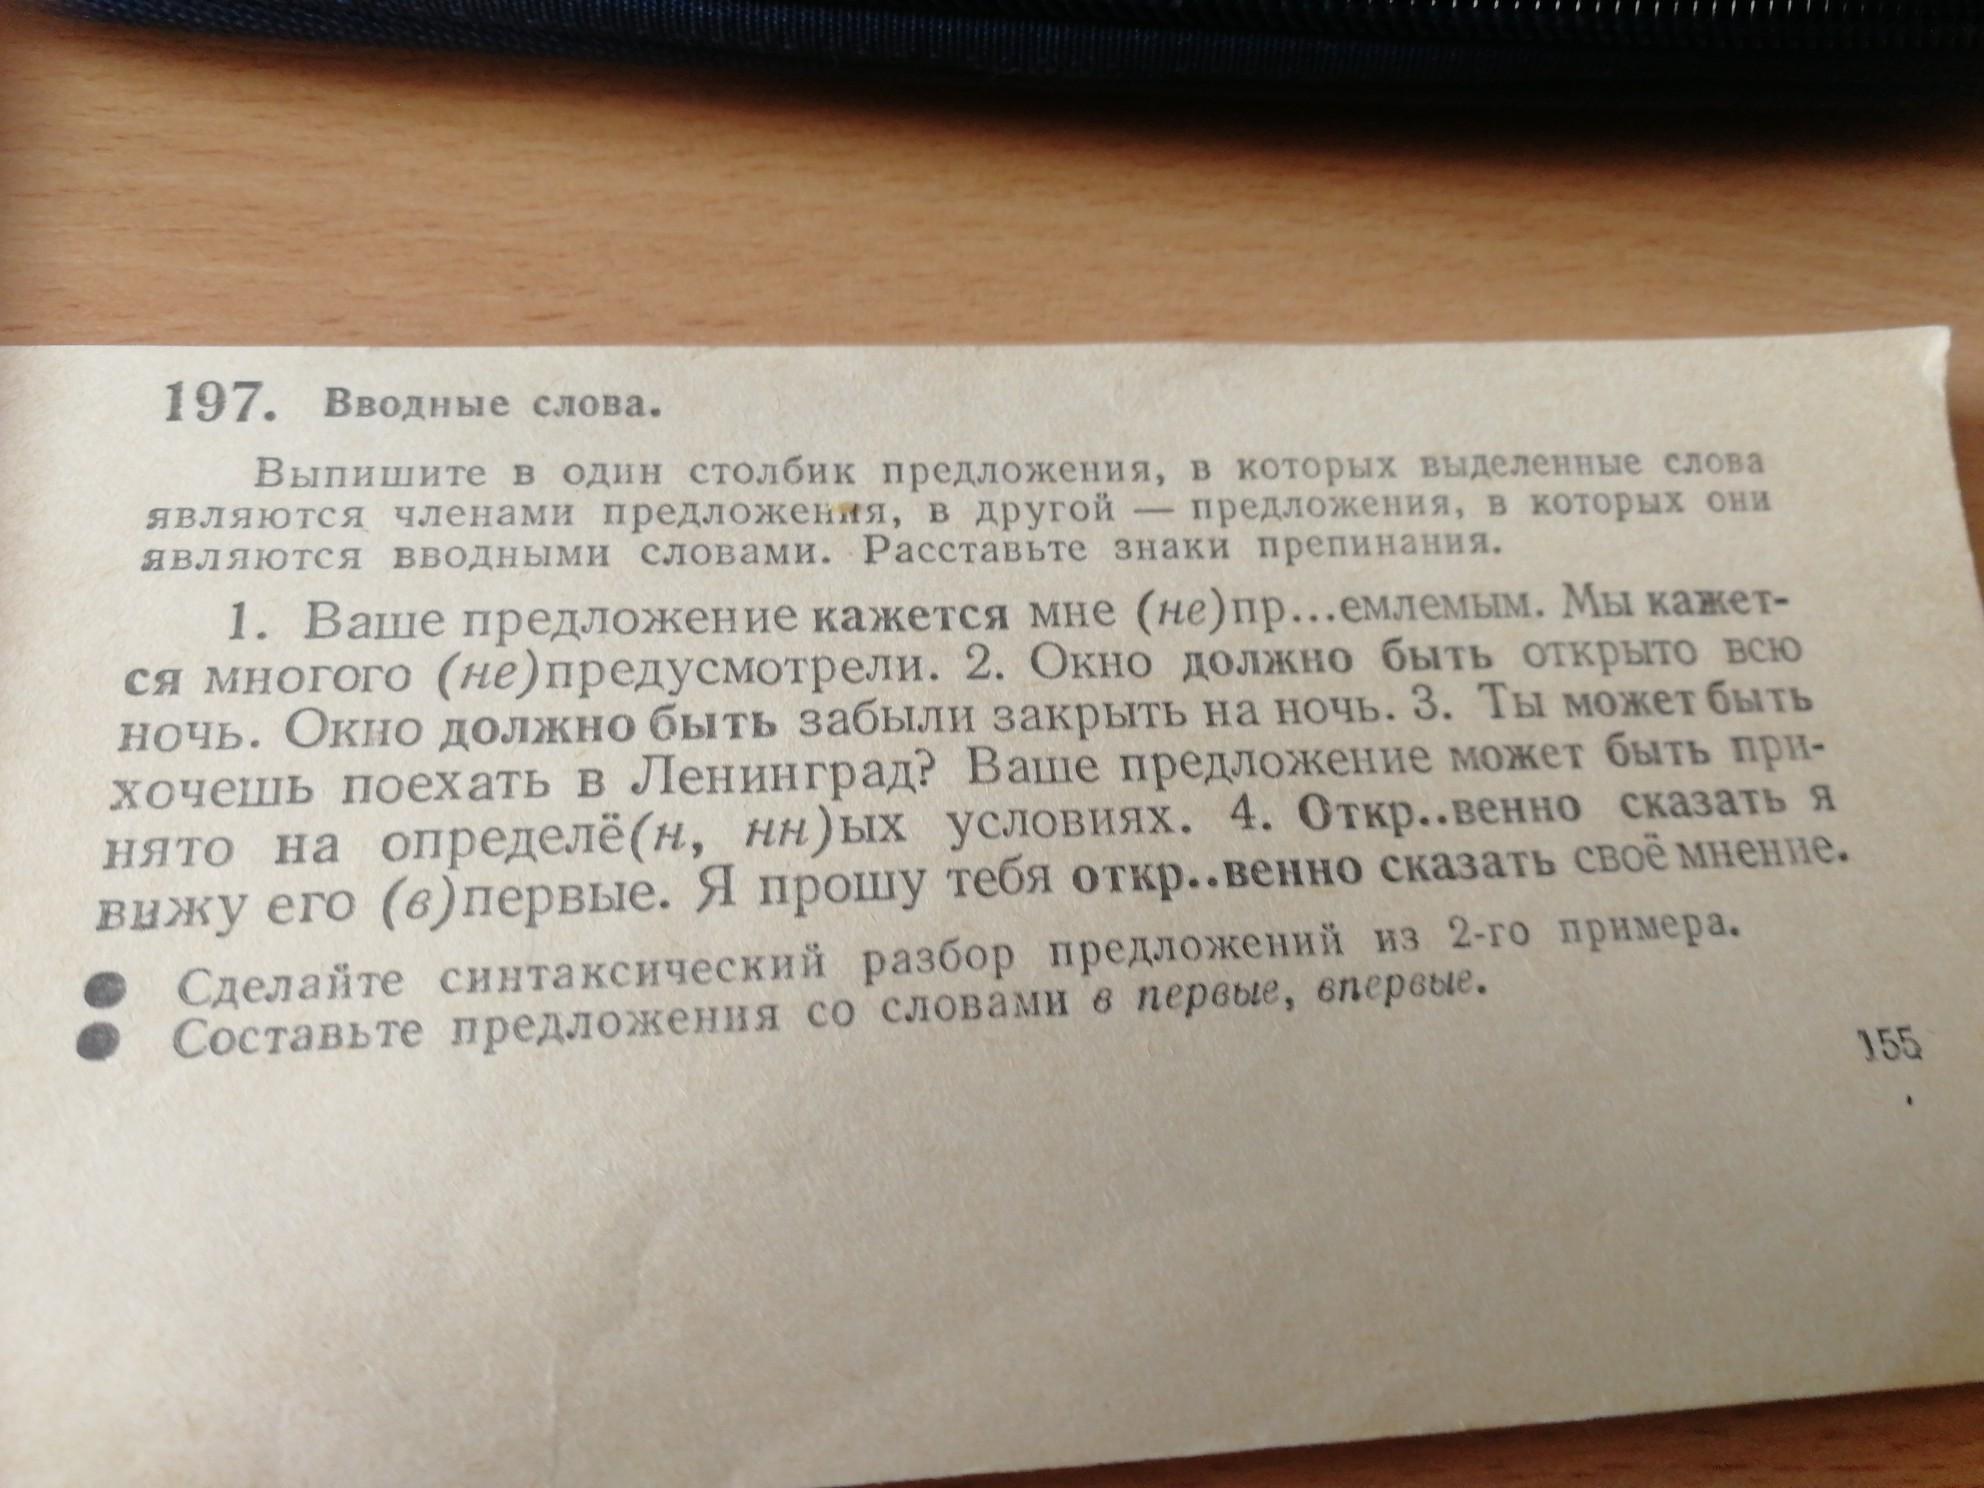 197. Вводные слова.
Выпишите в один столбик предложения, в которых выделенные слова
являются членами предложения, в другой — предложения, в которых они
являются вводными словами. Расставьте знаки препинания.
1. Ваше предложение кажется мне (не)пр...емлемым. Мы кажет-
ся многого (не)предусмотрели. 2. Окно должно быть открыто всю
ночь. Окно должно быть забыли закрыть на ночь. 3. Ты может быть
хочешь поехать в Ленинград? Ваше предложение может быть при-
нято на определё(н, нн)ых условиях. 4. Откр..венно сказать я
вижу его (в)первые. Я прошу тебя откр..венно сказать своё мнение.
● Сделайте синтаксический разбор предложений из 2-го примера.
● Составьте предложения со словами в первые, впервые.
155